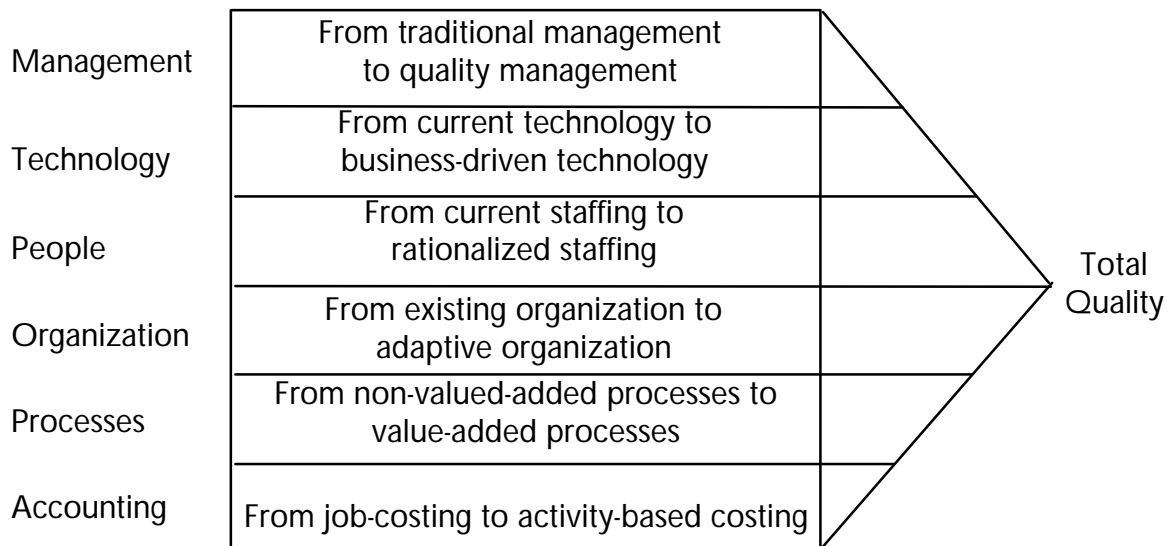 Management
From traditional management
to quality management
Technology
From current technology to
business-driven technology
People
From current staffing to
rationalized staffing
Organization
From existing organization to
adaptive organization
Processes
From non-valued-added processes to
value-added processes
Accounting
From job-costing to activity-based costing
Total
Quality